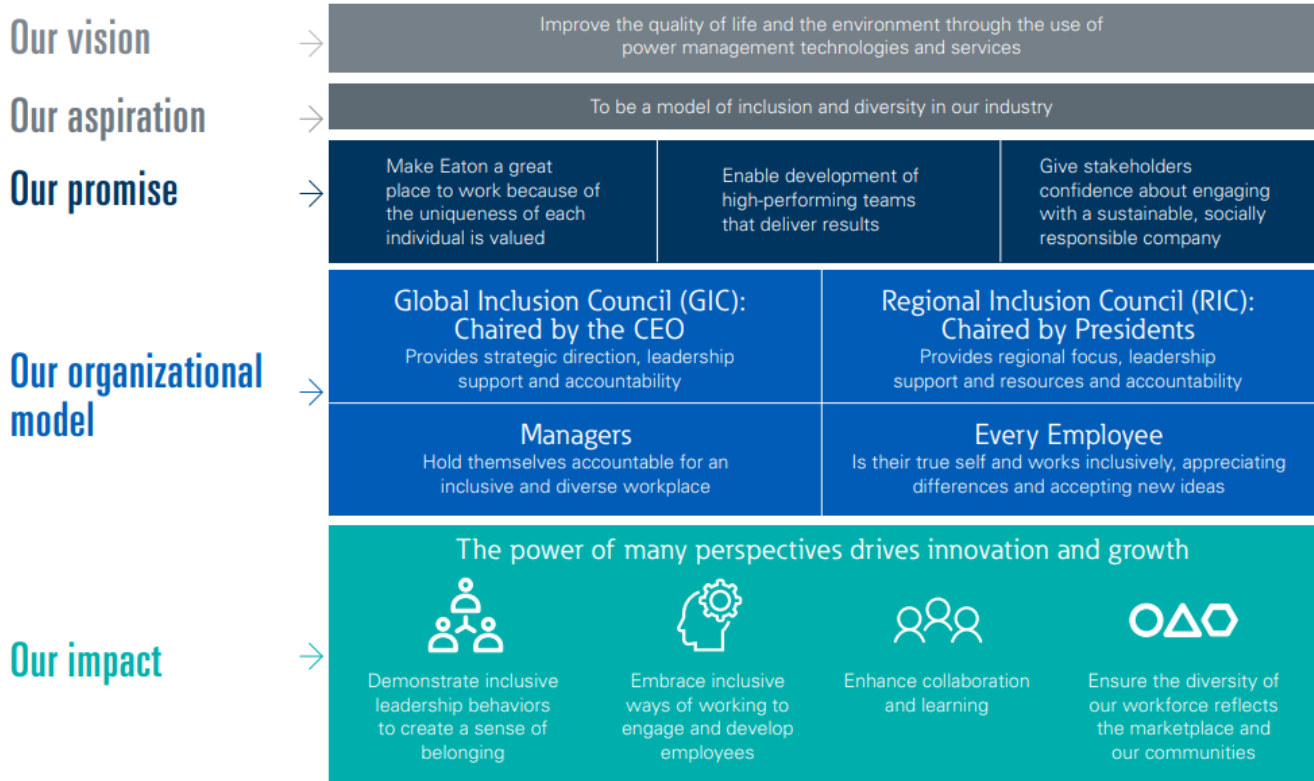 Our vision
Improve the quality of life and the environment through the use of
power management technologies and services
Our aspiration
To be a model of inclusion and diversity in our industry
Our promise
Make Eaton a great
place to work because of
the uniqueness of each
individual is valued
Enable development of
high-performing teams
that deliver results
Give stakeholders
confidence about engaging
with a sustainable, socially
responsible company
Our organizational
model
Global Inclusion Council (GIC):
Chaired by the CEO
Provides strategic direction, leadership
support and accountability
Regional Inclusion Council (RIC):
Chaired by Presidents
Provides regional focus, leadership
support and resources and accountability
Managers
Hold themselves accountable for an
inclusive and diverse workplace
Every Employee
Is their true self and works inclusively, appreciating
differences and accepting new ideas
Our impact
The power of many perspectives drives innovation and growth
Demonstrate inclusive
leadership behaviors
to create a sense of
belonging
Embrace inclusive
ways of working to
engage and develop
employees
Enhance collaboration
and learning
Ensure the diversity of
our workforce reflects
the marketplace and
our communities